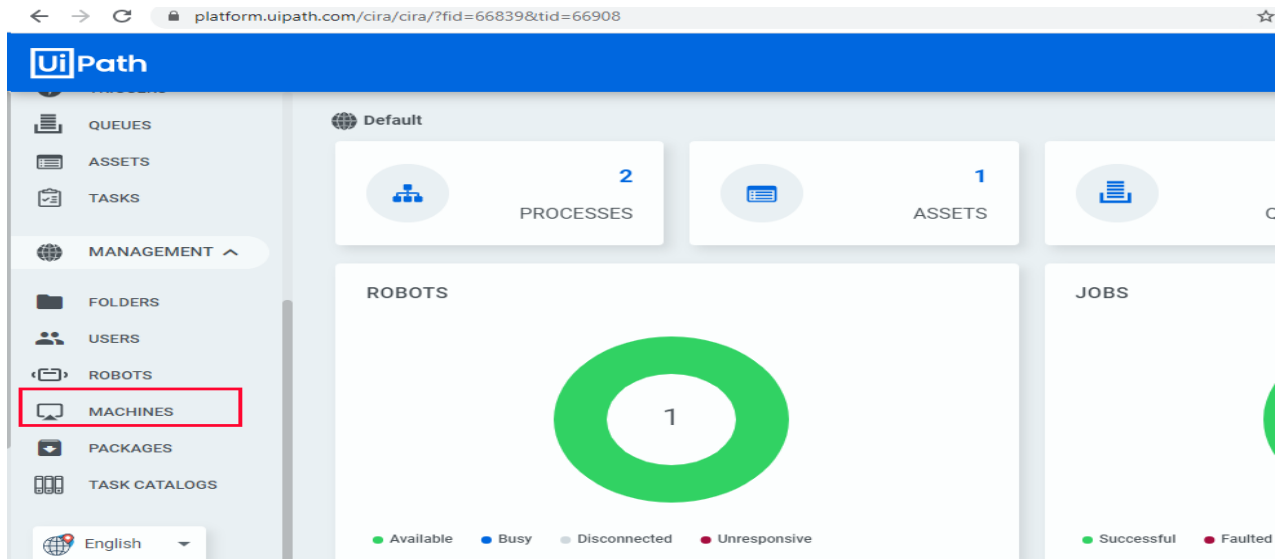 platform.uipath.com/cira/cira/?fid=66839&tid=66908
UiPath
QUEUES
ASSETS
TASKS
MANAGEMENT
FOLDERS
USERS
ROBOTS
MACHINES
PACKAGES
TASK CATALOGS
English
Default
2
PROCESSES
1
ASSETS
ROBOTS
1
Available Busy Disconnected Unresponsive
JOBS
Successful Faulted